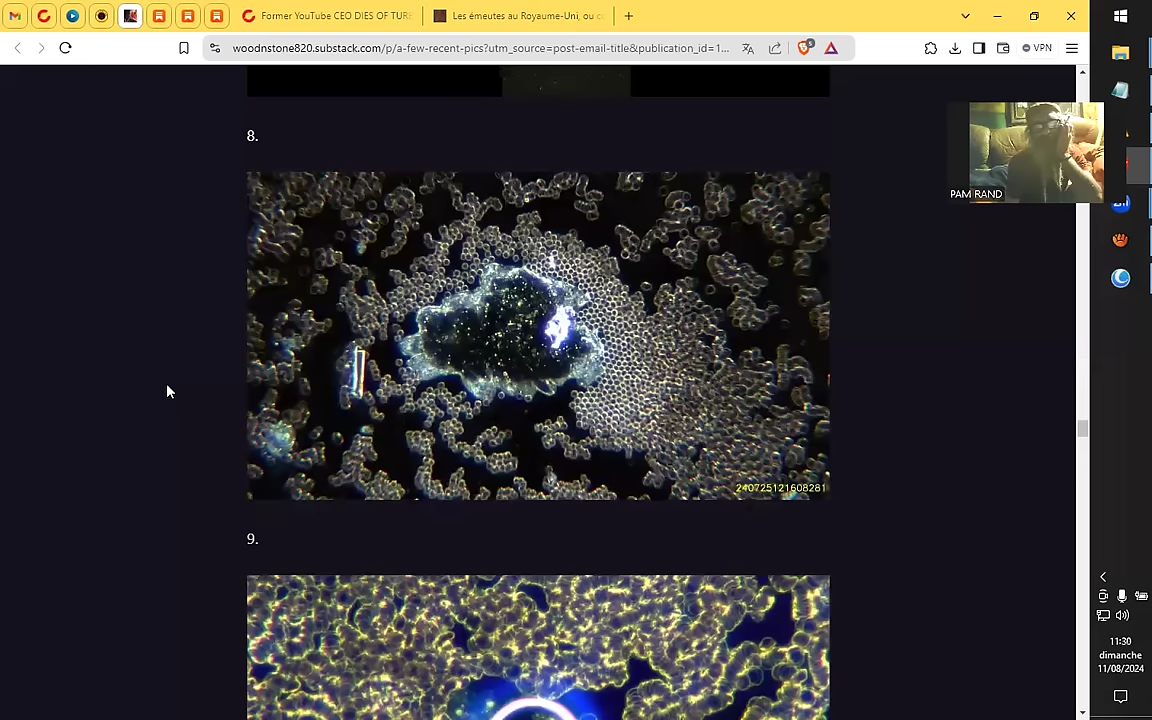 Former YouTube CEO DIES OF TUR
Les émeutes au Royaume-Uni, ou c
woodnstone820.substack.com/p/a-few-recent-pics?utm_source=post-email-title&publication_id=1...
VPN
8.
PAM RAND
240725121608281
9.
11:30
dimanche
11/08/2024